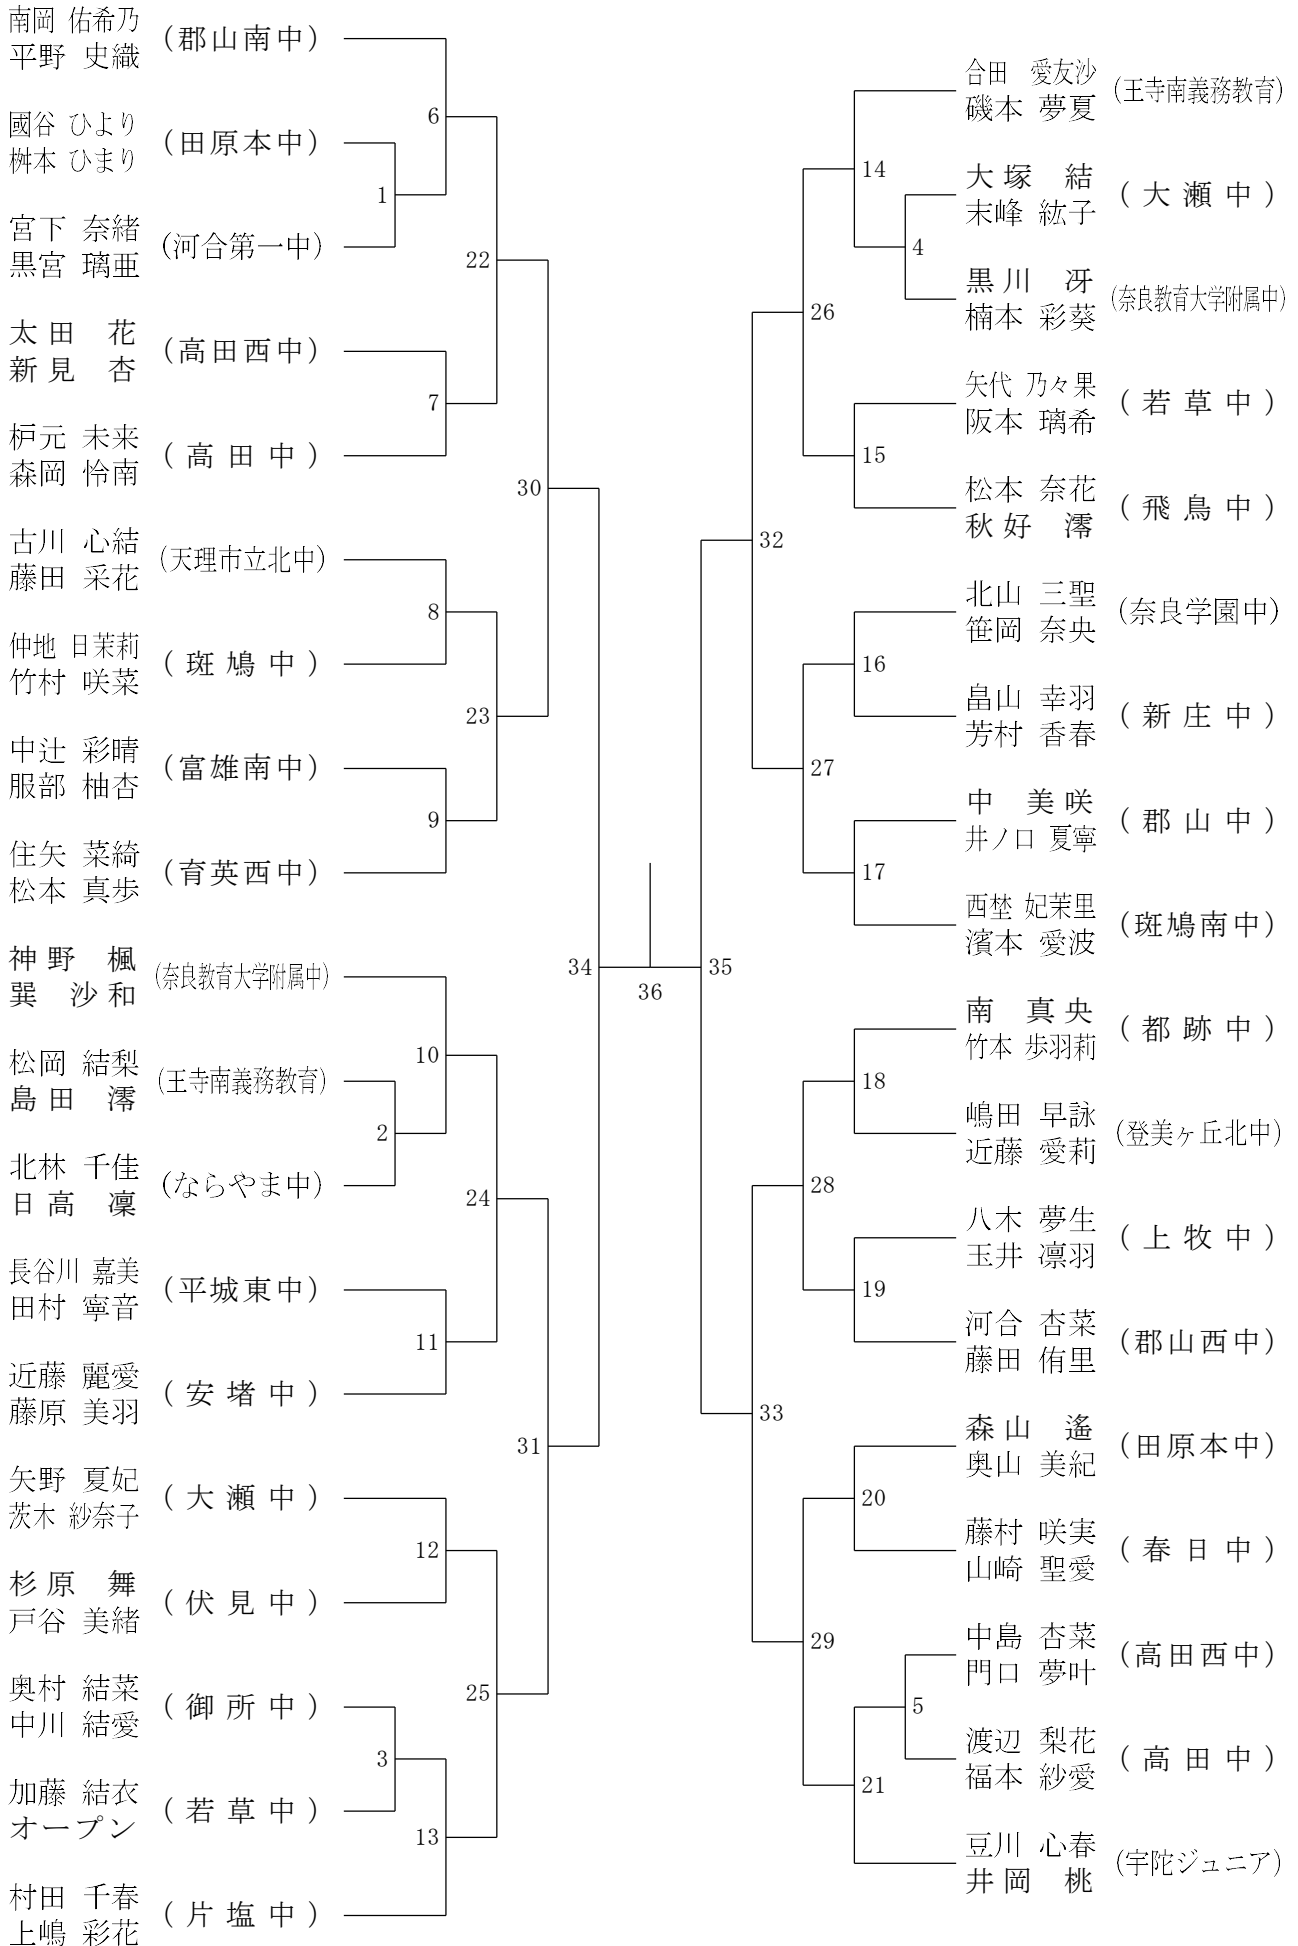 南岡 佑希乃
平野 史織
(郡山南中)
國谷 ひより
桝本 ひまり
(田原本中)
宮下 奈緒
黒宮 璃亜
(河合第一中)
太田 花
新見 杏
(高田西中)
枦元 未来
森岡 怜南
(高田中)
古川 心結
藤田 采花
(天理市立北中)
仲地 日茉莉
竹村 咲菜
(斑鳩中)
中辻 彩晴
服部 柚杏
(富雄南中)
住矢 菜綺
松本 真歩
(育英西中)
神野 楓
巽 沙和
(奈良教育大学附属中)
松岡 結梨
島田 澪
(王寺南義務教育)
北林 千佳
日高 凜
(ならやま中)
長谷川 嘉美
田村 寧音
(平城東中)
近藤 麗愛
藤原 美羽
(安堵中)
矢野 夏妃
茨木 紗奈子
(大瀬中)
杉原 舞
戸谷 美緒
(伏見中)
奥村 結菜
中川 結愛
(御所中)
加藤 結衣
オープン
(若草中)
村田 千春
上嶋 彩花
(片塩中)
1
2
3
6
7
8
9
10
11
12
13
22
23
24
25
30
31
34
36
35
32
33
26
27
28
29
14
15
16
17
18
19
20
21
4
5
合田 愛友沙
磯本 夢夏
(王寺南義務教育)
大塚 結
末峰 紘子
(大瀬中)
黒川 冴
楠本 彩葵
(奈良教育大学附属中)
矢代 乃々果
阪本 璃希
(若草中)
松本 奈花
秋好 澪
(飛鳥中)
北山 三聖
笹岡 奈央
(奈良学園中)
畠山 幸羽
芳村 香春
(新庄中)
中 美咲
井ノ口 夏寧
(郡山中)
西埜 妃茉里
濱本 愛波
(斑鳩南中)
南 真央
竹本 歩羽莉
(都跡中)
嶋田 早詠
近藤 愛莉
(登美ヶ丘北中)
八木 夢生
玉井 凛羽
(上牧中)
河合 杏菜
藤田 侑里
(郡山西中)
森山 遙
奥山 美紀
(田原本中)
藤村 咲実
山崎 聖愛
(春日中)
中島 杏菜
門口 夢叶
(高田西中)
渡辺 梨花
福本 紗愛
(高田中)
豆川 心春
井岡 桃
(宇陀ジュニア)